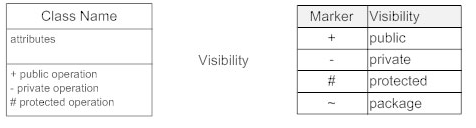 Class Name
attributes
+ public operation
- private operation
# protected operation
Visibility
Marker Visibility
+ public
- private
# protected
~ package